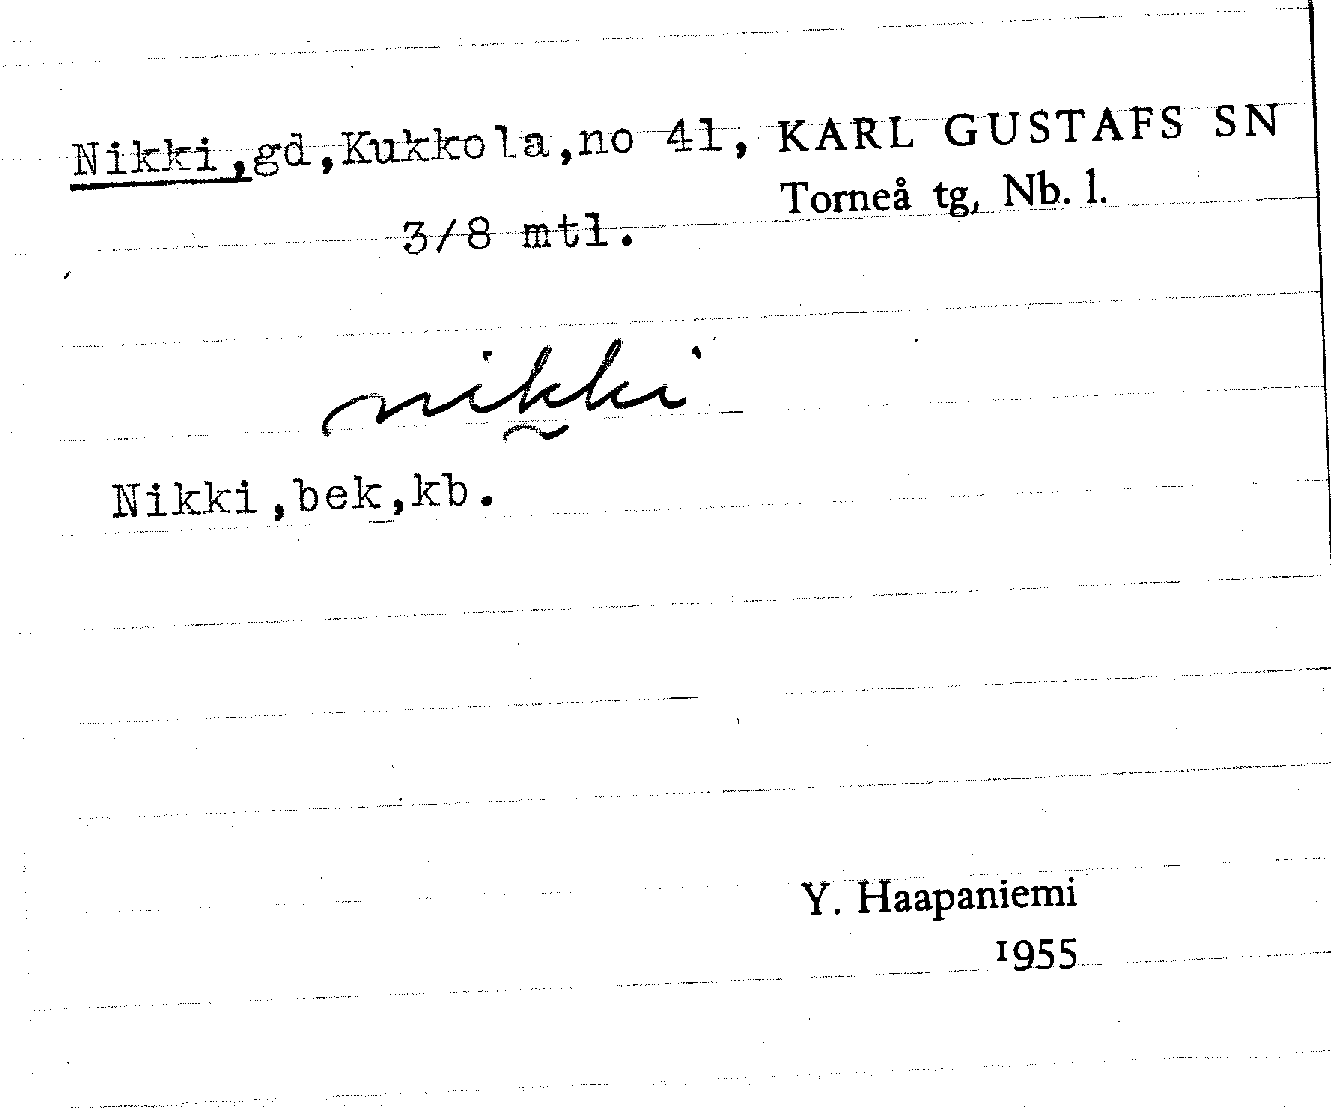 Nikki,gd,Kukkola,no 41, KARL GUSTAFS SN
3/8 mtl. Torneå tg, Nb. l.
nikki
Nikki,bek,kb.
Y. Haapaniemi
1955